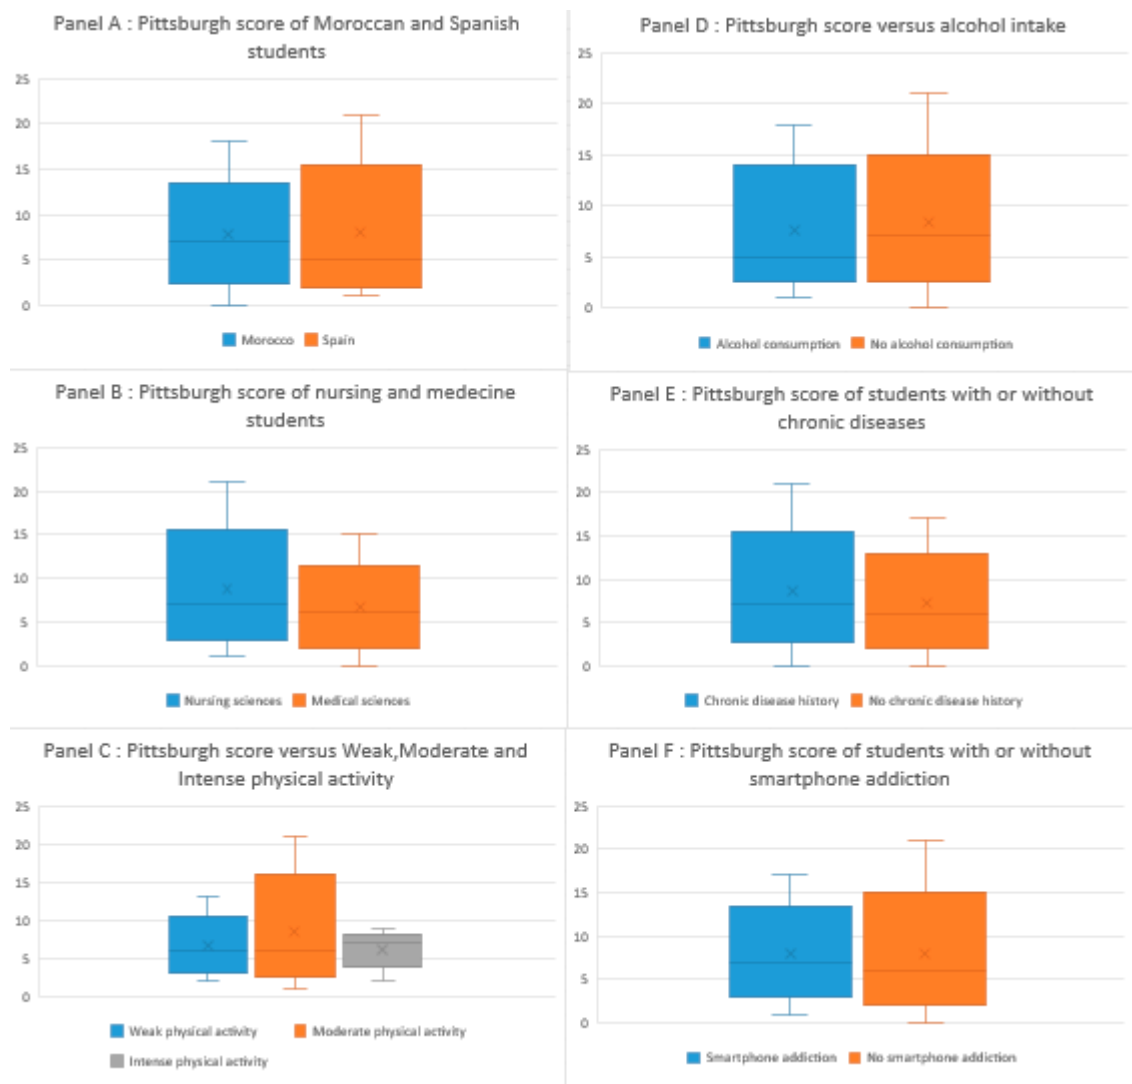 Panel A : Pittsburgh score of Moroccan and Spanish
students
25
20
15
10
5
0
Morocco Spain
Panel B : Pittsburgh score of nursing and medecine
students
25
20
15
10
5
0
Nursing sciences Medical sciences
Panel C : Pittsburgh score versus Weak,Moderate and
Intense physical activity
25
20
15
10
5
0
Weak physical activity Moderate physical activity
Intense physical activity
Panel D : Pittsburgh score versus alcohol intake
25
20
15
10
5
0
Alcohol consumption No alcohol consumption
Panel E : Pittsburgh score of students with or without
chronic diseases
25
20
15
10
5
0
Chronic disease history No chronic disease history
Panel F : Pittsburgh score of students with or without
smartphone addiction
25
20
15
10
5
0
Smartphone addiction No smartphone addiction